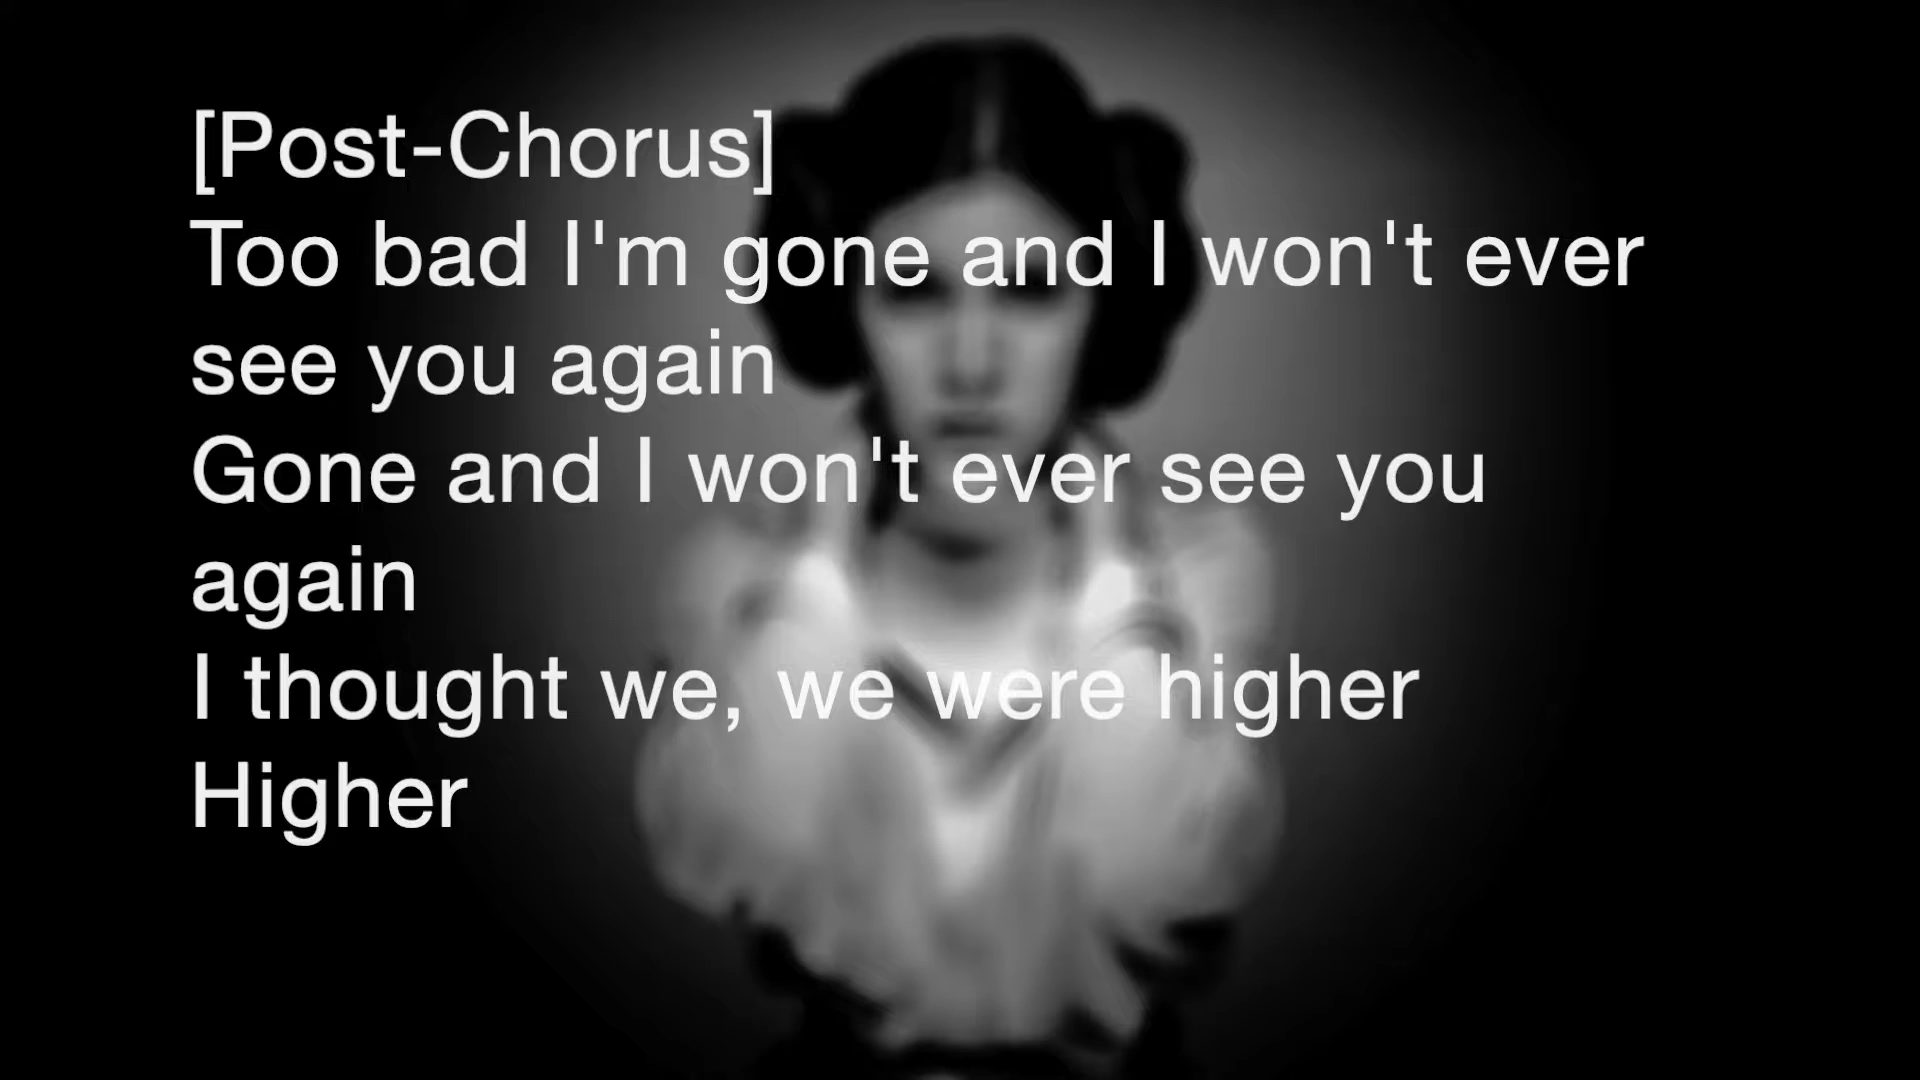 [Post-Chorus]
Too bad I'm gone and I won't ever
see you again
Gone and I won't ever see you
again
I thought we, we were higher
Higher